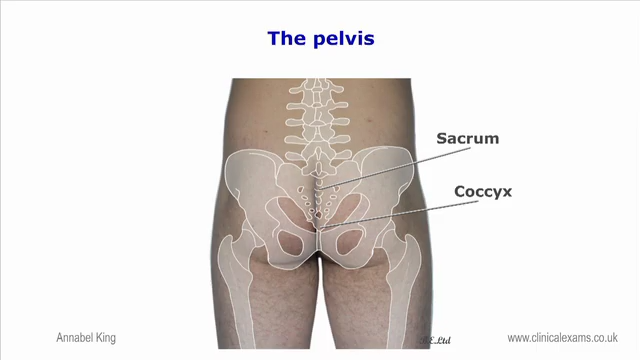 The pelvis
Sacrum
Coccyx
Annabel King
www.clinicalexams.co.uk